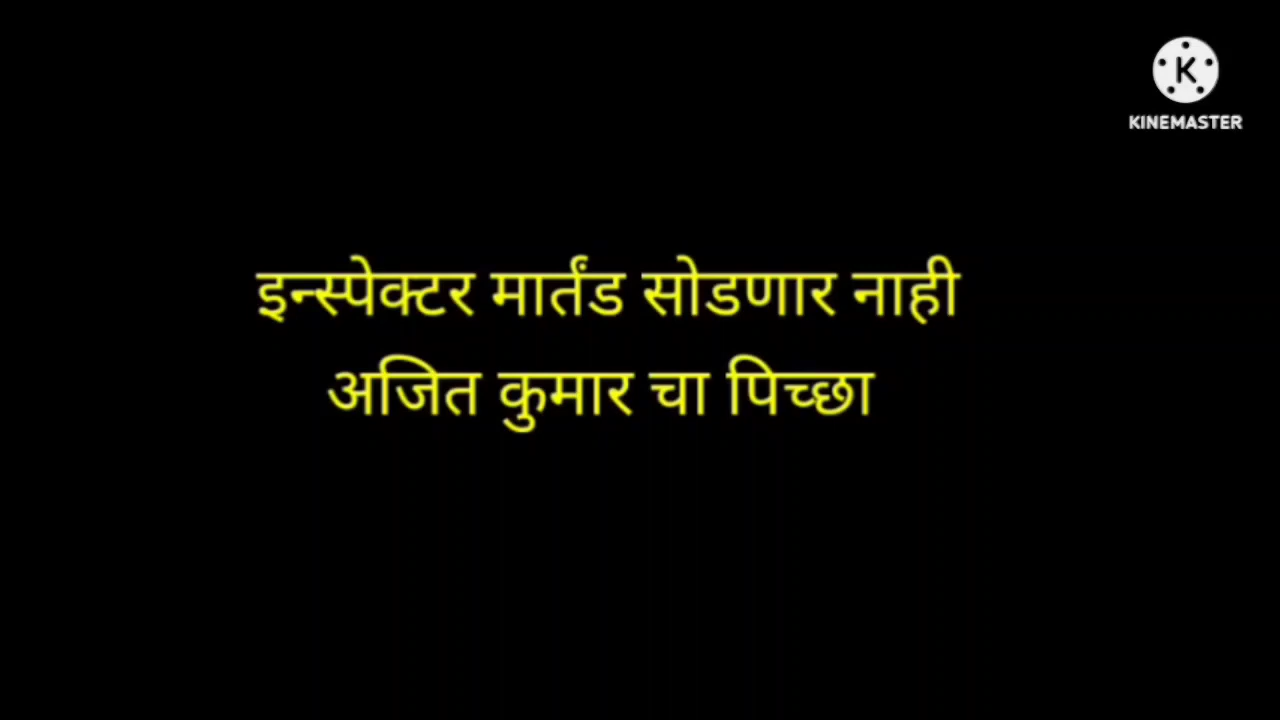 KINEMASTER
इन्स्पेक्टर मार्तंड सोडणार नाही
अजित कुमार चा पिच्छा